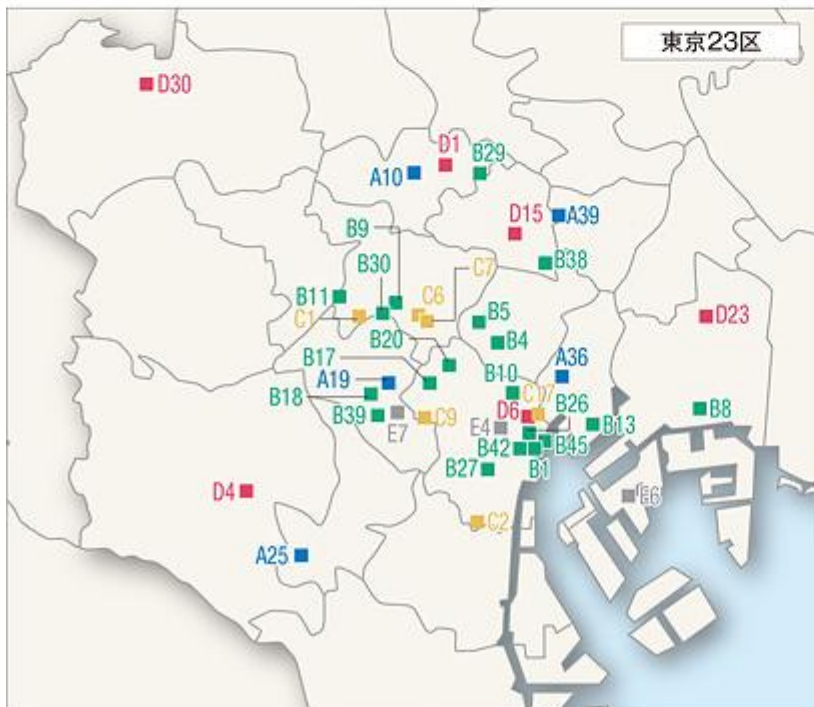 東京23区
D30
D1
B29
A10
D15
A39
B9
B30
C7
B38
B11
C6
C1
B5
D23
B20
B4
B17
A36
A19
B10
C17
B18
B26
D6
B8
B39
C9
E4
B13
E7
B42
B45
B1
B27
D4
E6
C2
A25